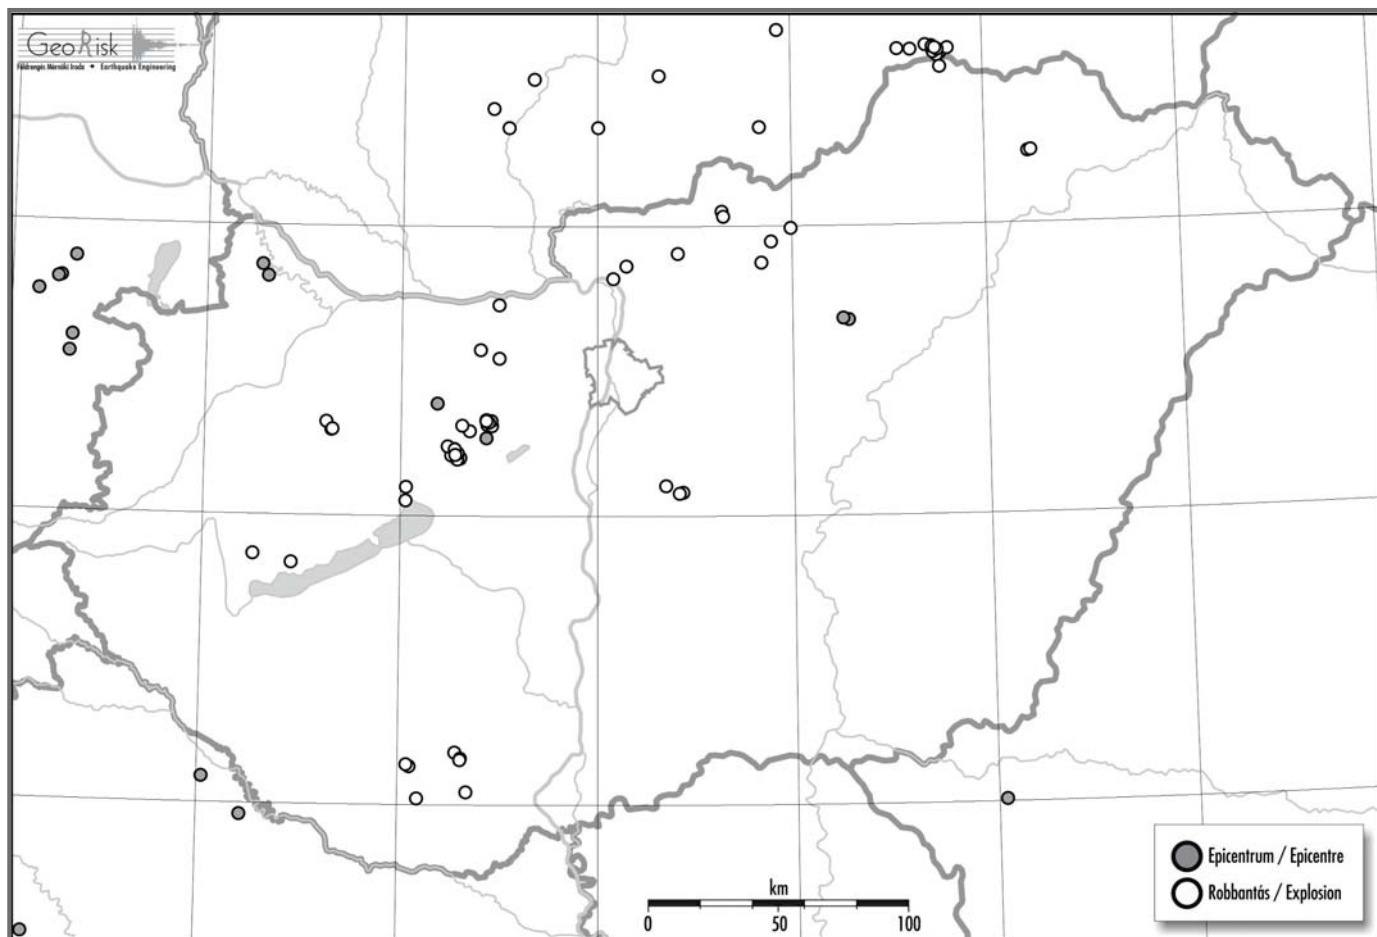 GeoRisk
Földrengés Mérnöki Iroda • Earthquake Engineering
Epicentrum / Epicentre
Robbantás / Explosion
km
0 50 100